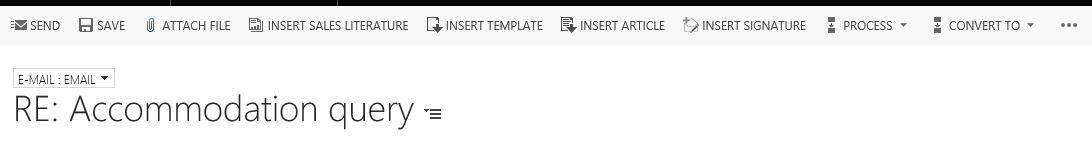 SEND SAVE ATTACH FILE INSERT SALES LITERATURE INSERT TEMPLATE INSERT ARTICLE INSERT SIGNATURE PROCESS CONVERT TO
E-MAIL : EMAIL
RE: Accommodation query